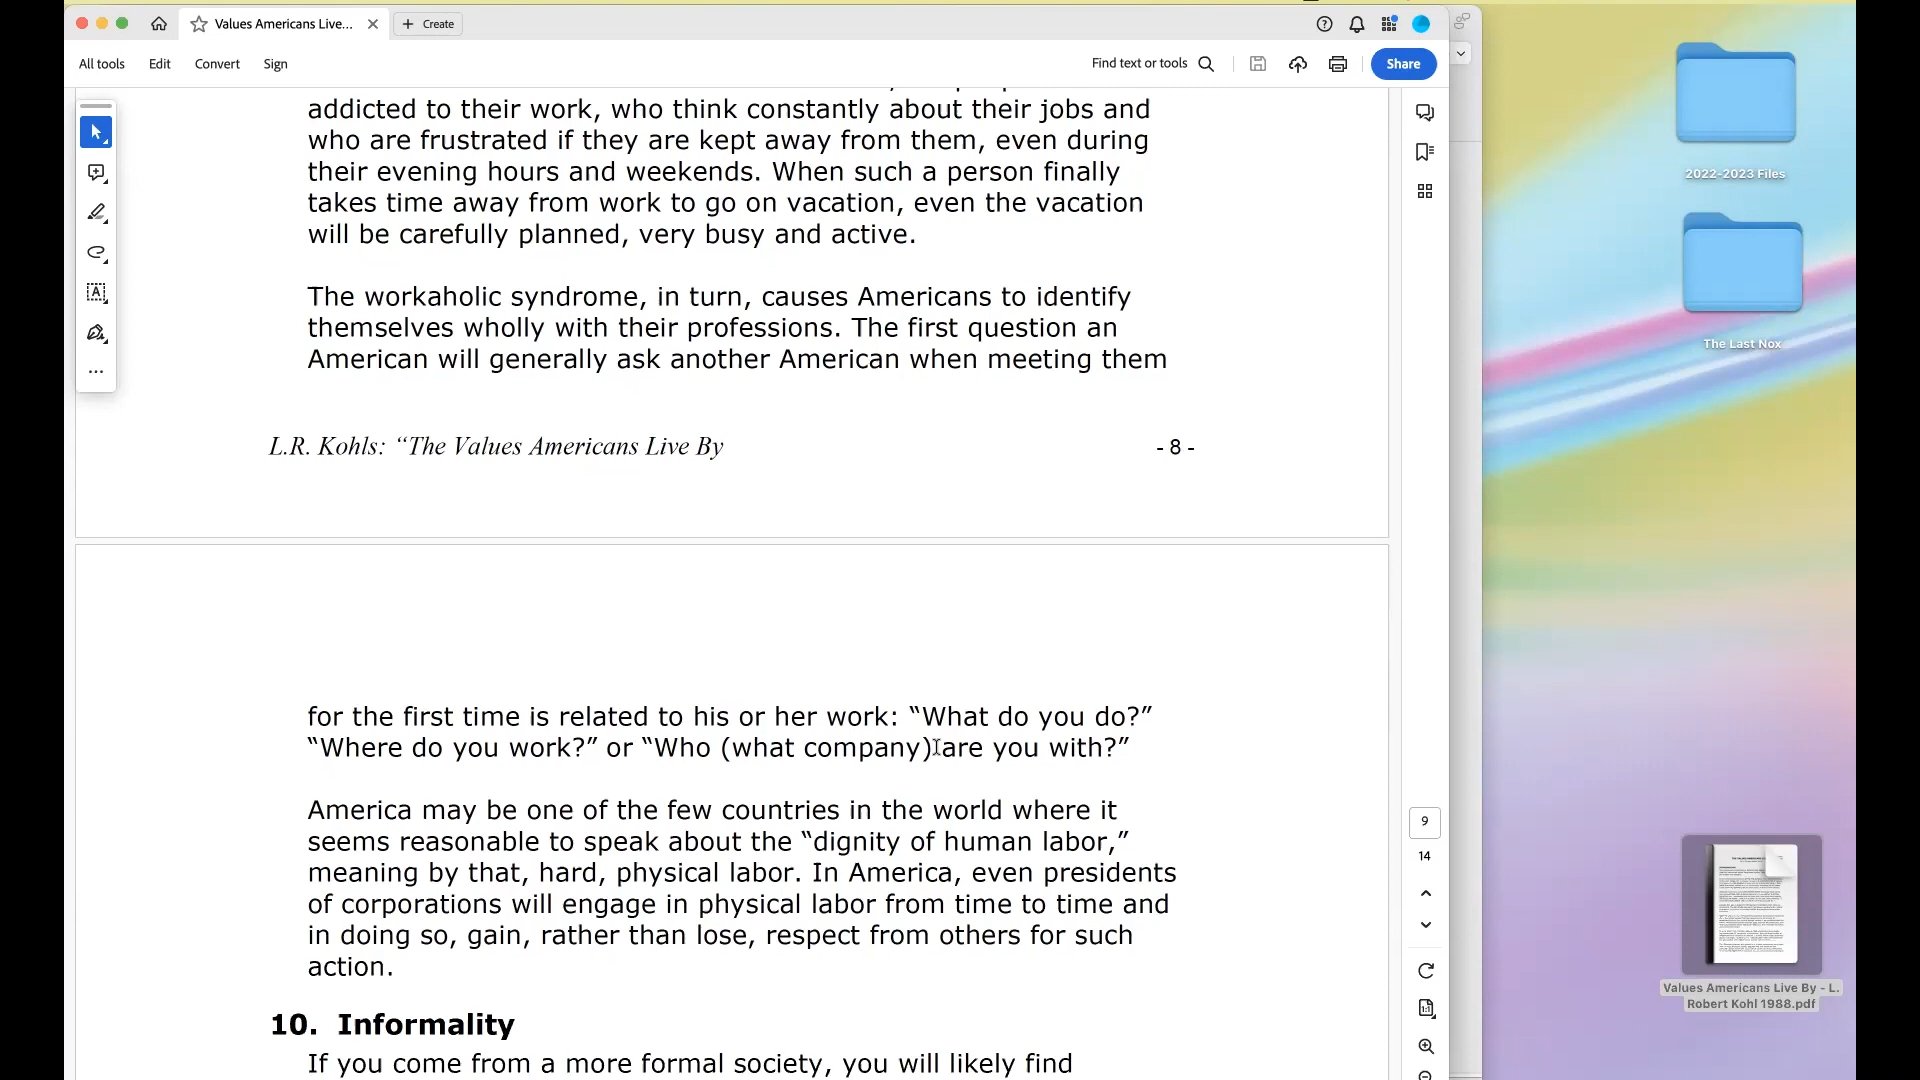 Values Americans Live...
Create
All tools
Edit
Convert
Sign
Find text or tools
Share
addicted to their work, who think constantly about their jobs and
who are frustrated if they are kept away from them, even during
their evening hours and weekends. When such a person finally
takes time away from work to go on vacation, even the vacation
will be carefully planned, very busy and active.
The workaholic syndrome, in turn, causes Americans to identify
themselves wholly with their professions. The first question an
American will generally ask another American when meeting them
L.R. Kohls: “The Values Americans Live By
- 8 -
for the first time is related to his or her work: “What do you do?”
“Where do you work?” or “Who (what company) are you with?”
America may be one of the few countries in the world where it
seems reasonable to speak about the “dignity of human labor,”
meaning by that, hard, physical labor. In America, even presidents
of corporations will engage in physical labor from time to time and
in doing so, gain, rather than lose, respect from others for such
action.
10. Informality
If you come from a more formal society, you will likely find
9
14
2022-2023 Files
The Last Nox
Values Americans Live By - L.
Robert Kohl 1988.pdf